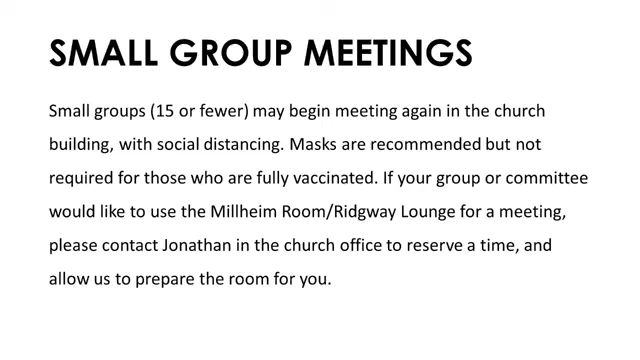 SMALL GROUP MEETINGS
Small groups (15 or fewer) may begin meeting again in the church
building, with social distancing. Masks are recommended but not
required for those who are fully vaccinated. If your group or committee
would like to use the Millheim Room/Ridgway Lounge for a meeting,
please contact Jonathan in the church office to reserve a time, and
allow us to prepare the room for you.